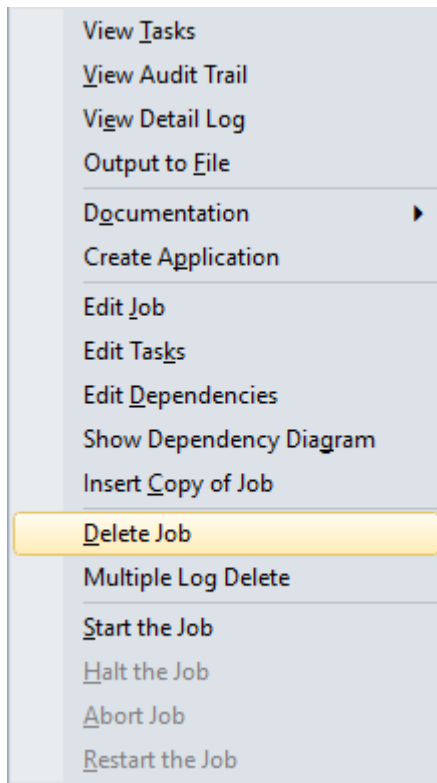 View Tasks
View Audit Trail
View Detail Log
Output to File
Documentation
Create Application
Edit Job
Edit Tasks
Edit Dependencies
Show Dependency Diagram
Insert Copy of Job
Delete Job
Multiple Log Delete
Start the Job
Halt the Job
Abort Job
Restart the Job